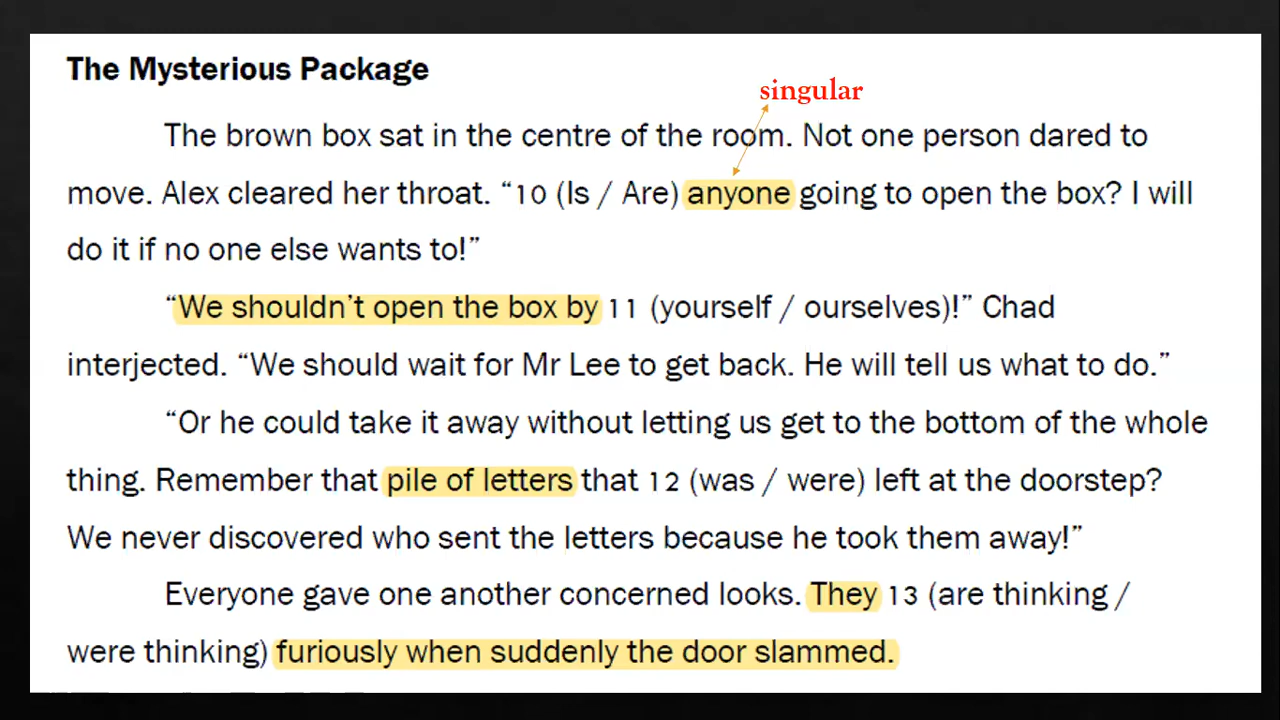 The Mysterious Package
singular
The brown box sat in the centre of the room. Not one person dared to
move. Alex cleared her throat. “10 (Is / Are) anyone going to open the box? I will
do it if no one else wants to!”
“We shouldn’t open the box by 11 (yourself / ourselves)!” Chad
interjected. “We should wait for Mr Lee to get back. He will tell us what to do.”
“Or he could take it away without letting us get to the bottom of the whole
thing. Remember that pile of letters that 12 (was / were) left at the doorstep?
We never discovered who sent the letters because he took them away!”
Everyone gave one another concerned looks. They 13 (are thinking /
were thinking) furiously when suddenly the door slammed.